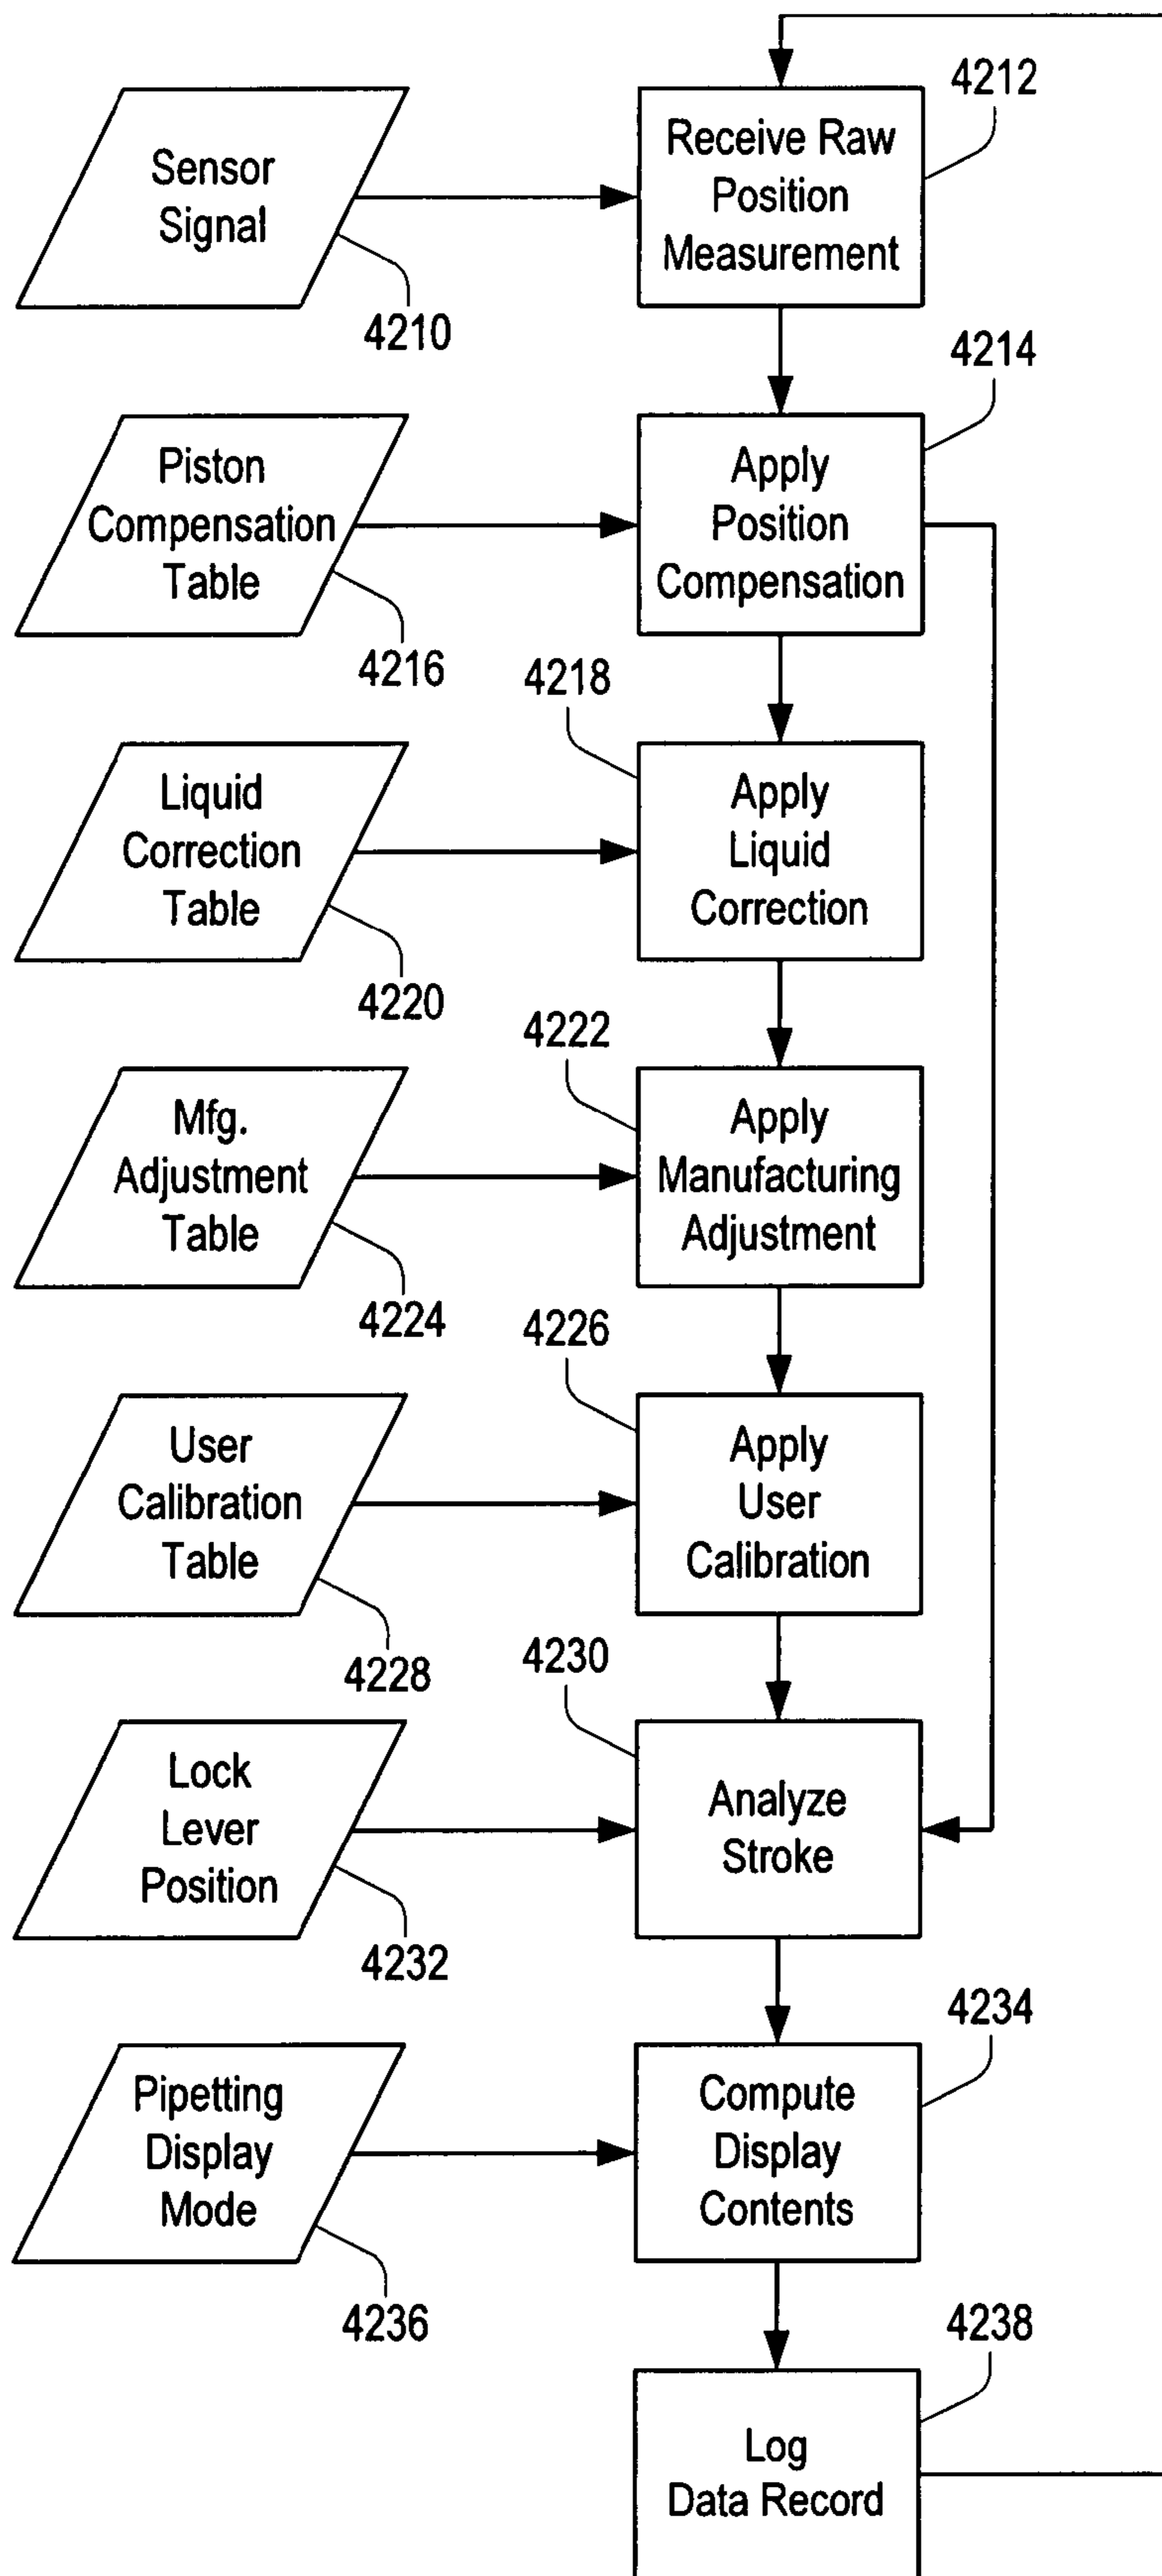 4212
Sensor
Signal
4210
Receive Raw
Position
Measurement
4214
Piston
Compensation
Table
4216
Apply
Position
Compensation
4218
Liquid
Correction
Table
4220
Apply
Liquid
Correction
4222
Mfg.
Adjustment
Table
4224
Apply
Manufacturing
Adjustment
4226
User
Calibration
Table
4228
Apply
User
Calibration
4230
Lock
Lever
Position
4232
Analyze
Stroke
4234
Pipetting
Display
Mode
4236
Compute
Display
Contents
4238
Log
Data Record